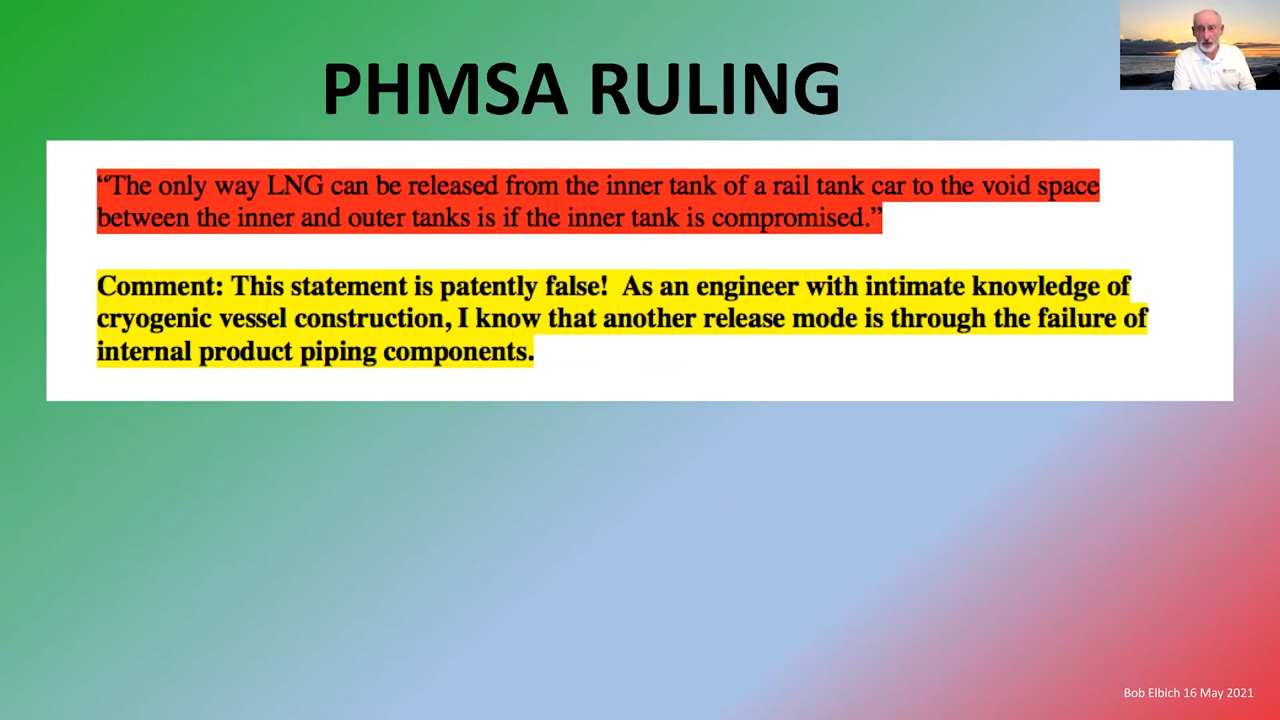 PHMSA RULING
“The only way LNG can be released from the inner tank of a rail tank car to the void space
between the inner and outer tanks is if the inner tank is compromised.”
Comment: This statement is patently false!  As an engineer with intimate knowledge of
cryogenic vessel construction, I know that another release mode is through the failure of
internal product piping components.
Bob Elbich 16 May 2021